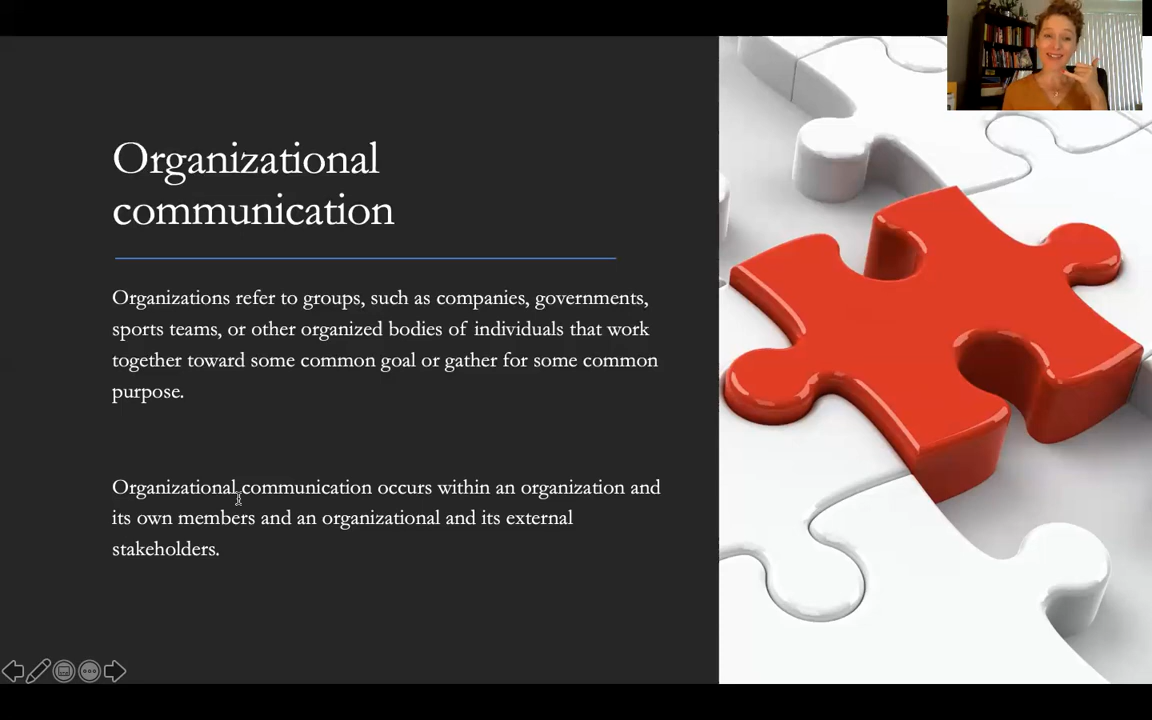 Organizational
communication
Organizations refer to groups, such as companies, governments,
sports teams, or other organized bodies of individuals that work
together toward some common goal or gather for some common
purpose.
Organizational communication occurs within an organization and
its own members and an organizational and its external
stakeholders.